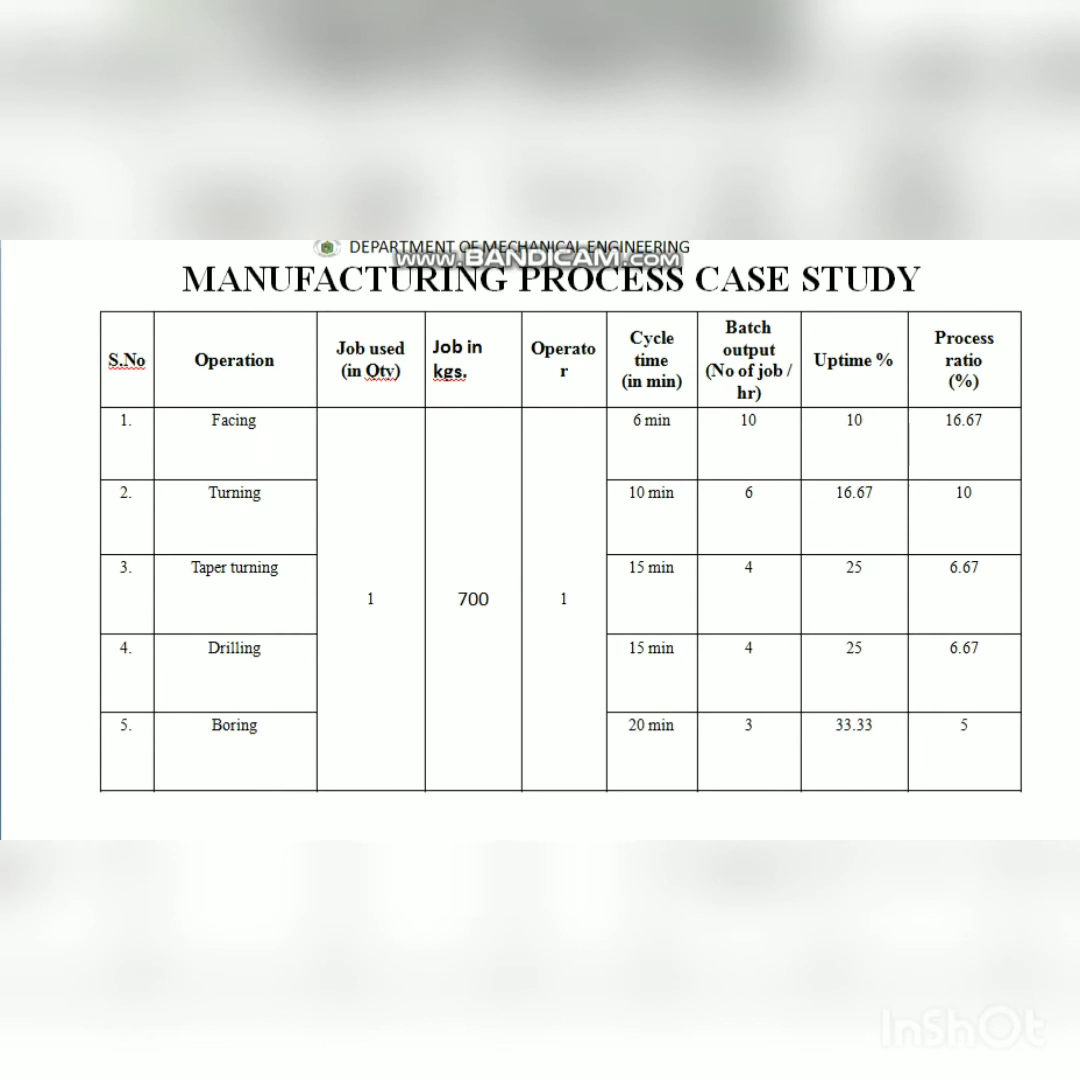 DEPARTMENT OF MECHANICAL ENGINEERING
www.BANDICAM.com
MANUFACTURING PROCESS CASE STUDY
S.No Operation Job used (in Qty) Job in kgs. Operato r Cycle time (in min) Batch output (No of job / hr) Uptime % Process ratio (%)
1. Facing 6 min 10 10 16.67
2. Turning 10 min 6 16.67 10
3. Taper turning 15 min 4 25 6.67
1 700 1
4. Drilling 15 min 4 25 6.67
5. Boring 20 min 3 33.33 5
InShOt